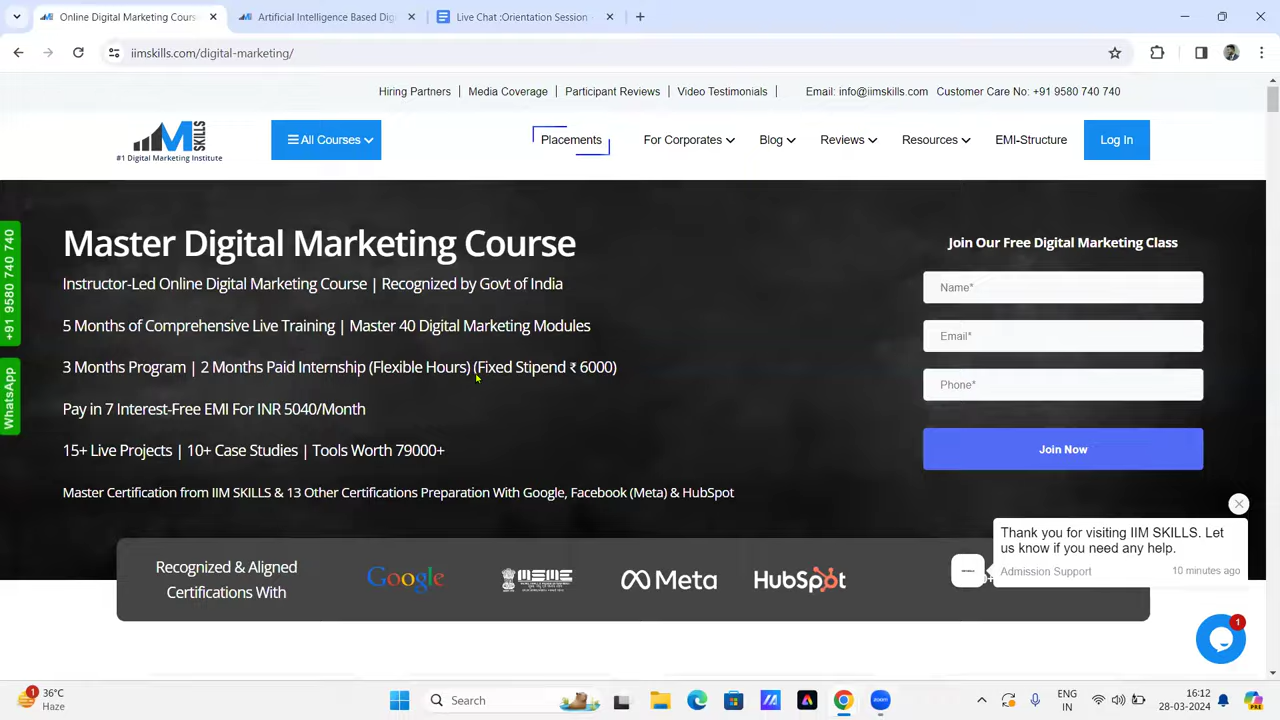 Online Digital Marketing Cours
Artificial Intelligence Based Digi
Live Chat :Orientation Session
iimskills.com/digital-marketing/
Hiring Partners | Media Coverage | Participant Reviews | Video Testimonials | Email: info@iimskills.com Customer Care No: +91 9580 740 740
IIM SKILLS
#1 Digital Marketing Institute
All Courses
Placements
For Corporates
Blog
Reviews
Resources
EMI-Structure
Log In
+91 9580 740 740
WhatsApp
Master Digital Marketing Course
Instructor-Led Online Digital Marketing Course | Recognized by Govt of India
5 Months of Comprehensive Live Training | Master 40 Digital Marketing Modules
3 Months Program | 2 Months Paid Internship (Flexible Hours) (Fixed Stipend ₹ 6000)
Pay in 7 Interest-Free EMI For INR 5040/Month
15+ Live Projects | 10+ Case Studies | Tools Worth 79000+
Master Certification from IIM SKILLS & 13 Other Certifications Preparation With Google, Facebook (Meta) & HubSpot
Join Our Free Digital Marketing Class
Name*
Email*
Phone*
Join Now
Recognized & Aligned
Certifications With
Google
MSME
Meta
HubSpot
Thank you for visiting IIM SKILLS. Let
us know if you need any help.
Admission Support
10 minutes ago
1
1
36°C
Haze
Search
zoom
ENG
IN
16:12
28-03-2024
PRE